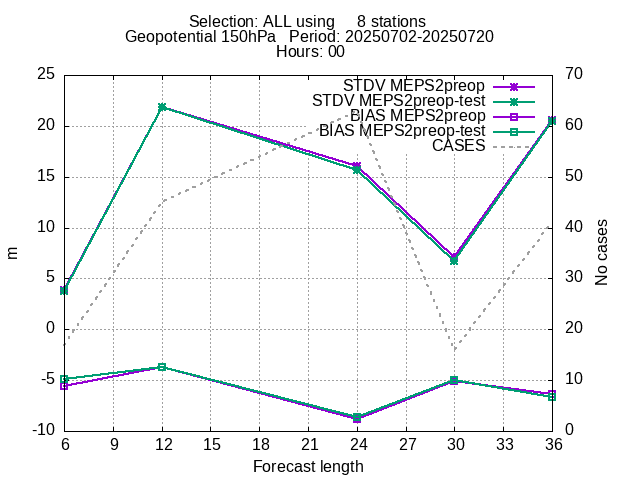 Selection: ALL using     8 stations
Geopotential 150hPa   Period: 20250702-20250720
Hours: 00
STDV MEPS2preop
STDV MEPS2preop-test
BIAS MEPS2preop
BIAS MEPS2preop-test
CASES
25
20
15
10
5
0
-5
-10
m
70
60
50
40
30
20
10
0
No cases
6 9 12 15 18 21 24 27 30 33 36
Forecast length